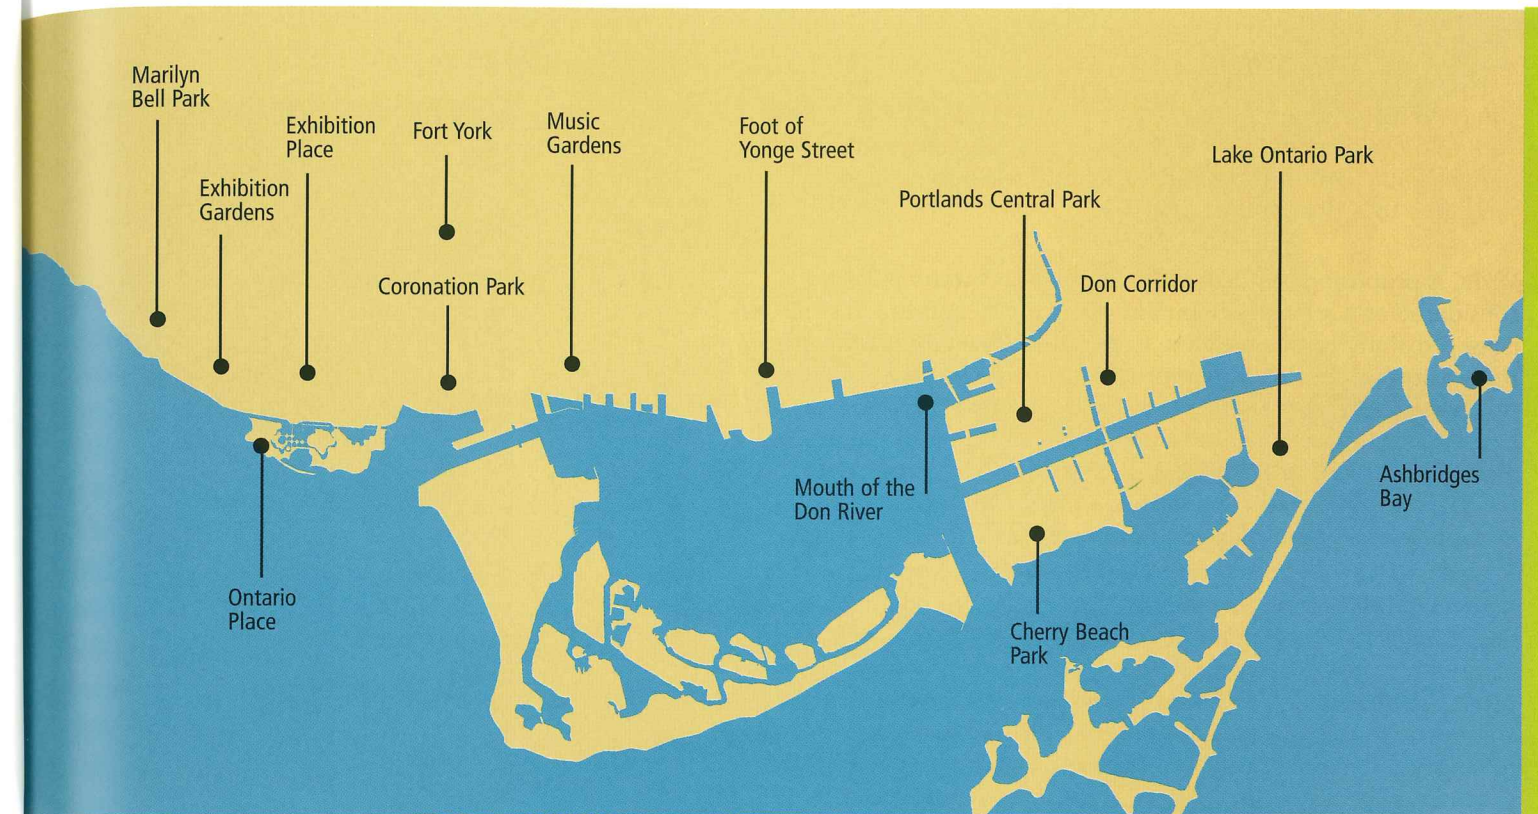 Marilyn
Bell Park
Exhibition
Gardens
Exhibition
Place
Fort York
Coronation Park
Music
Gardens
Foot of
Yonge Street
Portlands Central Park
Don Corridor
Lake Ontario Park
Mouth of the
Don River
Ashbridges
Bay
Ontario
Place
Cherry Beach
Park